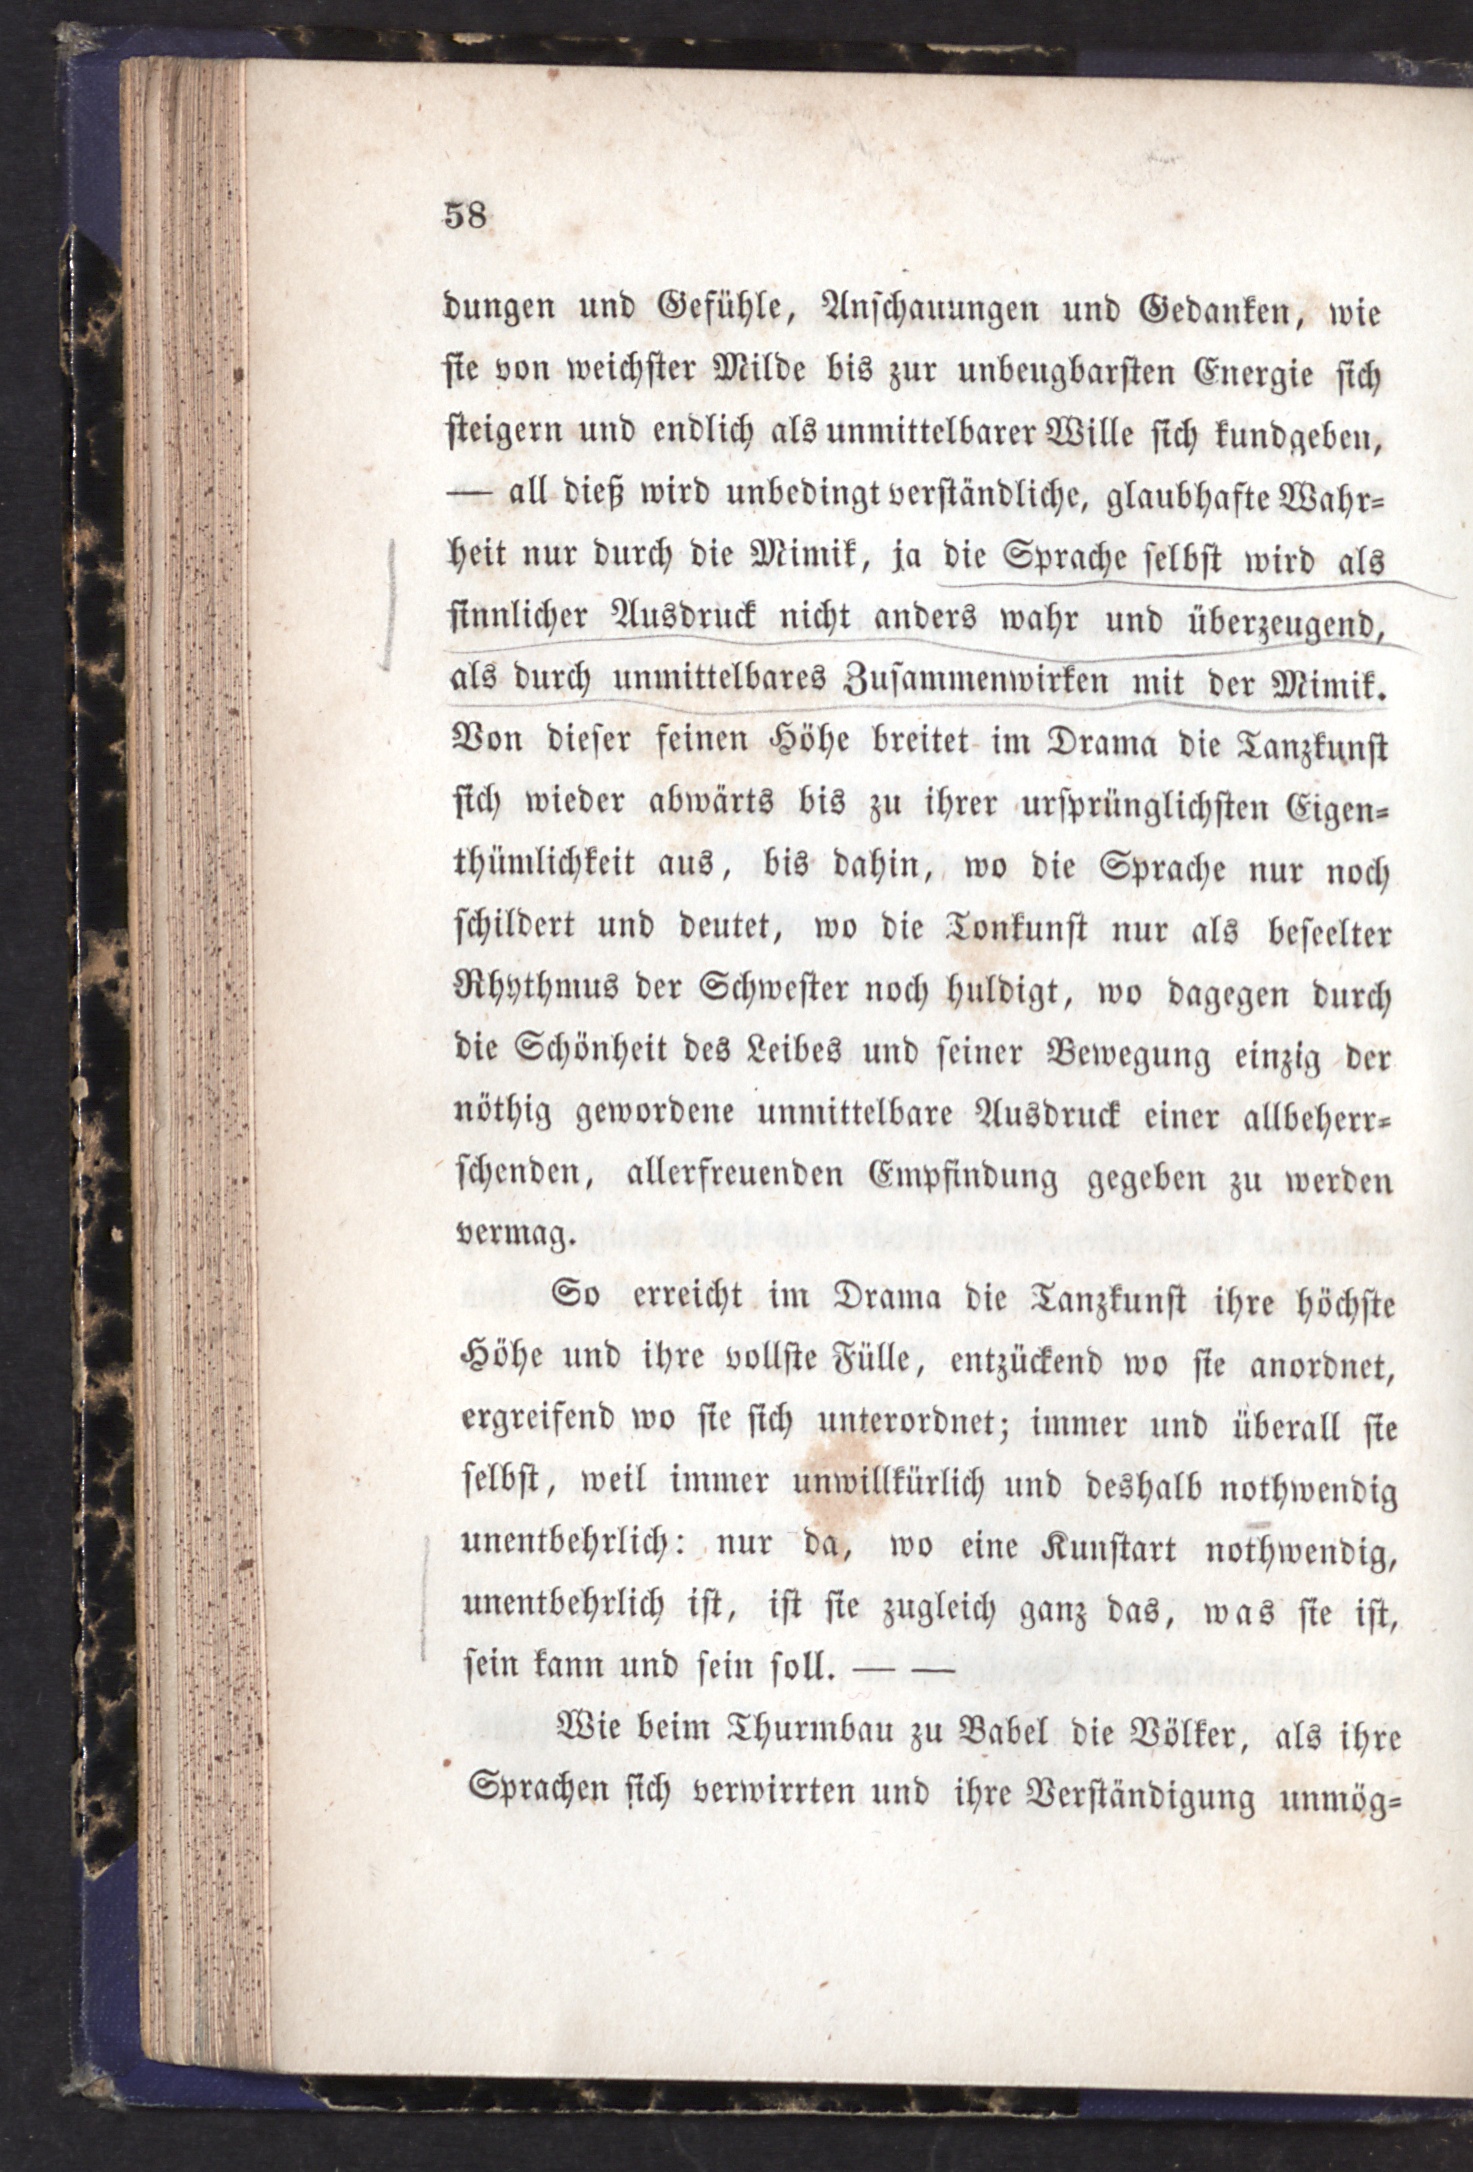 58
dungen und Gefühle, Anschauungen und Gedanken, wie
sie von weichster Milde bis zur unbeugbarsten Energie sich
steigern und endlich als unmittelbarer Wille sich kundgeben,
— all dieß wird unbedingt verständliche, glaubhafte Wahr=
heit nur durch die Mimik, ja die Sprache selbst wird als
sinnlicher Ausdruck nicht anders wahr und überzeugend,
als durch unmittelbares Zusammenwirken mit der Mimik.
Von dieser feinen Höhe breitet im Drama die Tanzkunst
sich wieder abwärts bis zu ihrer ursprünglichsten Eigen=
thümlichkeit aus, bis dahin, wo die Sprache nur noch
schildert und deutet, wo die Tonkunst nur als beseelter
Rhythmus der Schwester noch huldigt, wo dagegen durch
die Schönheit des Leibes und seiner Bewegung einzig der
nöthig gewordene unmittelbare Ausdruck einer allbeherr=
schenden, allerfreuenden Empfindung gegeben zu werden
vermag.
So erreicht im Drama die Tanzkunst ihre höchste
Höhe und ihre vollste Fülle, entzückend wo sie anordnet,
ergreifend wo sie sich unterordnet; immer und überall sie
selbst, weil immer unwillkürlich und deshalb nothwendig
unentbehrlich: nur da, wo eine Kunstart nothwendig,
unentbehrlich ist, ist sie zugleich ganz das, was sie ist,
sein kann und sein soll. — —
Wie beim Thurmbau zu Babel die Völker, als ihre
Sprachen sich verwirrten und ihre Verständigung unmög=